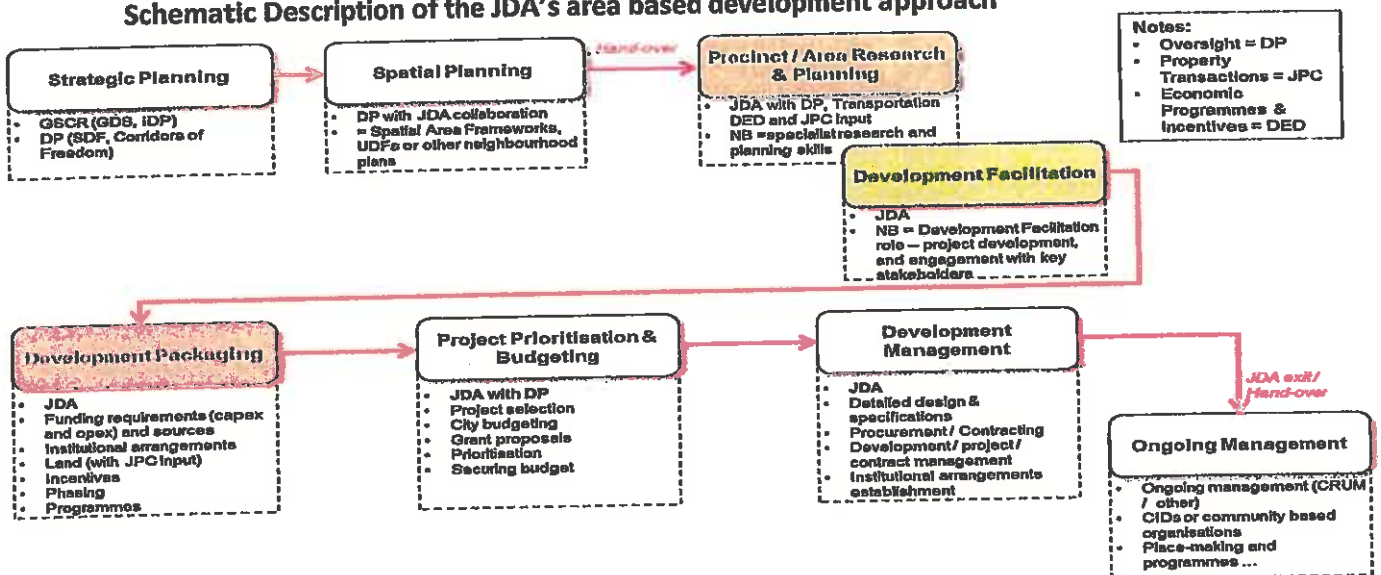 Schematic Description of the JDA's area based development approach
Notes:
• Oversight = DP
• Property
Transactions = JPC
• Economic
Programmes &
Incentives = DED
Strategic Planning
• GSCR (GDS, IDP)
• DP (SDF, Corridors of
Freedom)
Spatial Planning
• DP with JDA collaboration
• = Spatial Area Frameworks,
UDFs or other neighbourhood
plans
Hand-over
Precinct / Area Research
& Planning
• JDA with DP, Transportation
DED and JPC input
• NB =specialist research and
planning skills
Development Facilitation
• JDA
• NB = Development Facilitation
role – project development,
and engagement with key
stakeholders
Development Packaging
• JDA
• Funding requirements (capex
and opex) and sources
• Institutional arrangements
• Land (with JPC input)
• Incentives
• Phasing
• Programmes
Project Prioritisation &
Budgeting
• JDA with DP
• Project selection
• City budgeting
• Grant proposals
• Prioritisation
• Securing budget
Development
Management
• JDA
• Detailed design &
specifications
• Procurement / Contracting
• Development / project /
contract management
• Institutional arrangements
establishment
JDA exit/
Hand-over
Ongoing Management
• Ongoing management (CRUM
/ other)
• CIDs or community based
organisations
• Place-making and
programmes ...